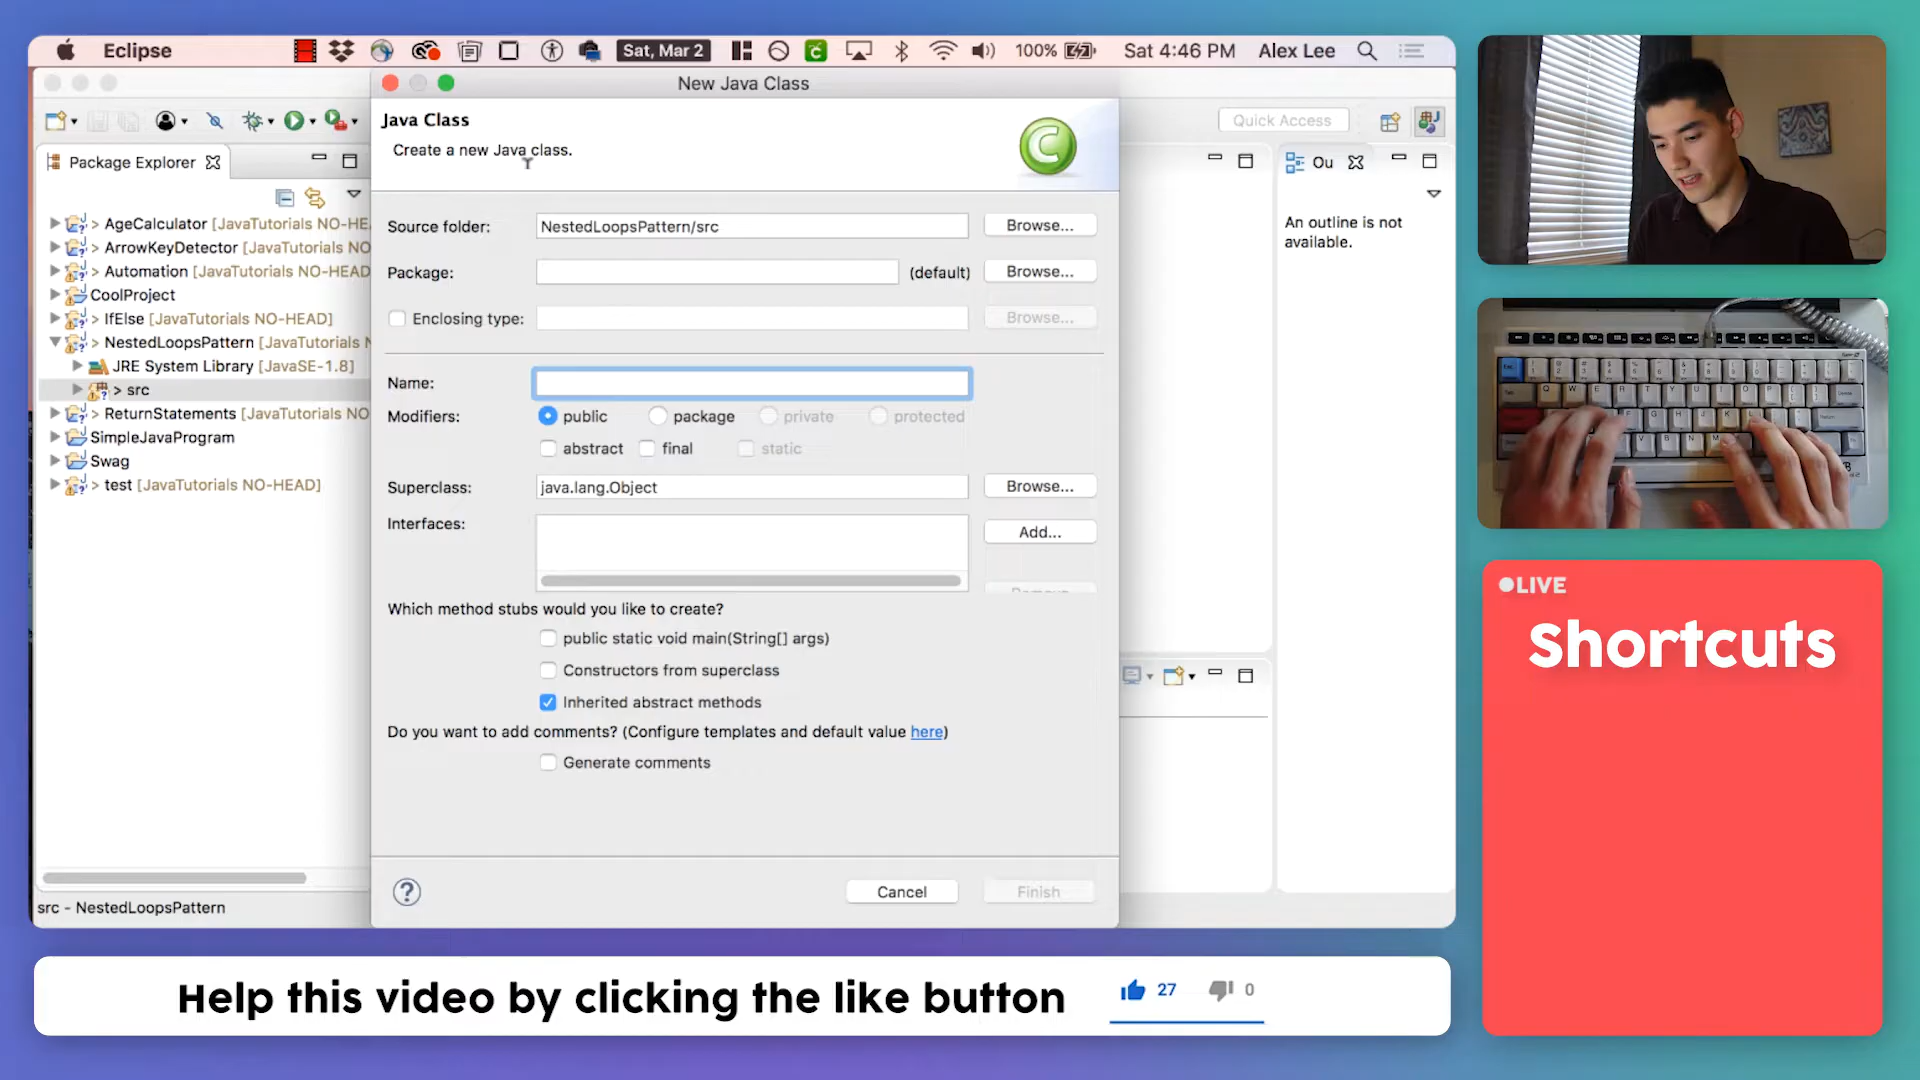 Eclipse
Sat, Mar 2
100%
Sat 4:46 PM
Alex Lee
New Java Class
Java Class
Create a new Java class.
Quick Access
Package Explorer
Ou
An outline is not
available.
> AgeCalculator [JavaTutorials NO-HE
> ArrowKeyDetector [JavaTutorials NO
> Automation [JavaTutorials NO-HEAD
CoolProject
> IfElse [JavaTutorials NO-HEAD]
> NestedLoopsPattern [JavaTutorials N
JRE System Library [JavaSE-1.8]
> src
> ReturnStatements [JavaTutorials NO
SimpleJavaProgram
Swag
> test [JavaTutorials NO-HEAD]
src - NestedLoopsPattern
Source folder: NestedLoopsPattern/src Browse...
Package: (default) Browse...
Enclosing type: Browse...
Name:
Modifiers: public package private protected
abstract final static
Superclass: java.lang.Object Browse...
Interfaces: Add...
Which method stubs would you like to create?
public static void main(String[] args)
Constructors from superclass
Inherited abstract methods
Do you want to add comments? (Configure templates and default value here)
Generate comments
? Cancel Finish
LIVE
Shortcuts
Help this video by clicking the like button 27 0